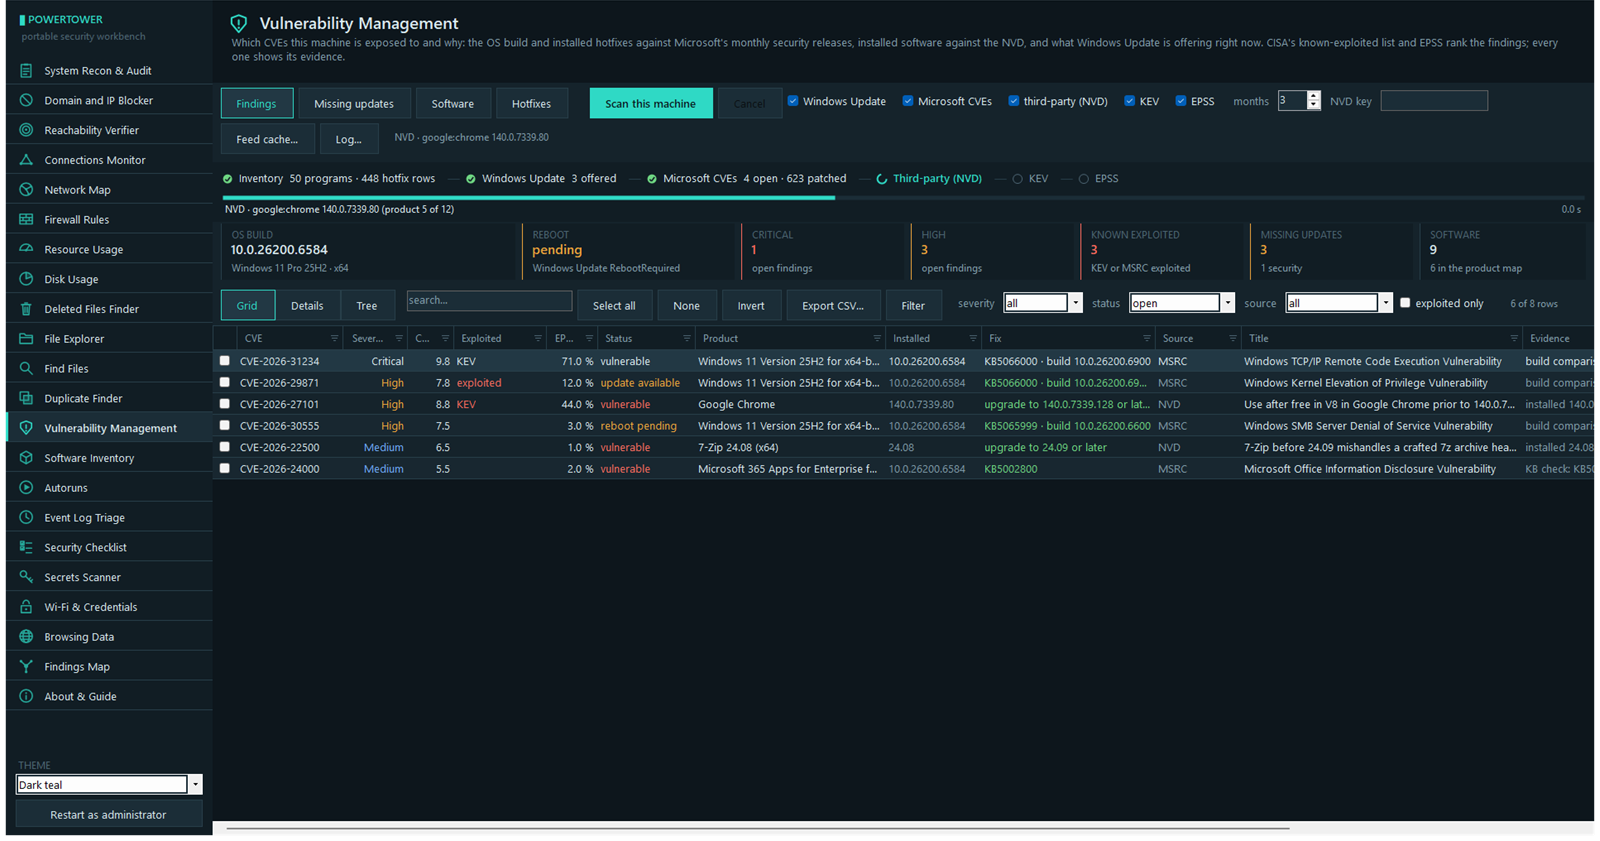 POWERTOWER
portable security workbench
System Recon & Audit
Domain and IP Blocker
Reachability Verifier
Connections Monitor
Network Map
Firewall Rules
Resource Usage
Disk Usage
Deleted Files Finder
File Explorer
Find Files
Duplicate Finder
Vulnerability Management
Software Inventory
Autoruns
Event Log Triage
Security Checklist
Secrets Scanner
Wi-Fi & Credentials
Browsing Data
Findings Map
About & Guide
THEME
Dark teal
Restart as administrator
Vulnerability Management
Which CVEs this machine is exposed to and why: the OS build and installed hotfixes against Microsoft's monthly security releases, installed software against the NVD, and what Windows Update is offering right now. CISA's known-exploited list and EPSS rank the findings; every
one shows its evidence.
Findings Missing updates Software Hotfixes Scan this machine Cancel Windows Update Microsoft CVEs third-party (NVD) KEV EPSS months 3 NVD key
Feed cache... Log... NVD · google:chrome 140.0.7339.80
Inventory 50 programs · 448 hotfix rows — Windows Update 3 offered — Microsoft CVEs 4 open · 623 patched — Third-party (NVD) — KEV — EPSS
NVD · google:chrome 140.0.7339.80 (product 5 of 12) 0.0 s
OS BUILD REBOOT CRITICAL HIGH KNOWN EXPLOITED MISSING UPDATES SOFTWARE
10.0.26200.6584 pending 1 3 3 3 9
Windows 11 Pro 25H2 · x64 Windows Update RebootRequired open findings open findings KEV or MSRC exploited 1 security 6 in the product map
Grid Details Tree search... Select all None Invert Export CSV... Filter severity all status open source all exploited only 6 of 8 rows
CVE Sever... C... Exploited EP... Status Product Installed Fix Source Title Evidence
CVE-2026-31234 Critical 9.8 KEV 71.0 % vulnerable Windows 11 Version 25H2 for x64-b... 10.0.26200.6584 KB5066000 · build 10.0.26200.6900 MSRC Windows TCP/IP Remote Code Execution Vulnerability build comparis
CVE-2026-29871 High 7.8 exploited 12.0 % update available Windows 11 Version 25H2 for x64-b... 10.0.26200.6584 KB5066000 · build 10.0.26200.69... MSRC Windows Kernel Elevation of Privilege Vulnerability build comparis
CVE-2026-27101 High 8.8 KEV 44.0 % vulnerable Google Chrome 140.0.7339.80 upgrade to 140.0.7339.128 or lat... NVD Use after free in V8 in Google Chrome prior to 140.0.7... installed 140.0
CVE-2026-30555 High 7.5 3.0 % reboot pending Windows 11 Version 25H2 for x64-b... 10.0.26200.6584 KB5065999 · build 10.0.26200.6600 MSRC Windows SMB Server Denial of Service Vulnerability build comparis
CVE-2026-22500 Medium 6.5 1.0 % vulnerable 7-Zip 24.08 (x64) 24.08 upgrade to 24.09 or later NVD 7-Zip before 24.09 mishandles a crafted 7z archive hea... installed 24.08
CVE-2026-24000 Medium 5.5 2.0 % vulnerable Microsoft 365 Apps for Enterprise f... 10.0.26200.6584 KB5002800 MSRC Microsoft Office Information Disclosure Vulnerability KB check: KB50